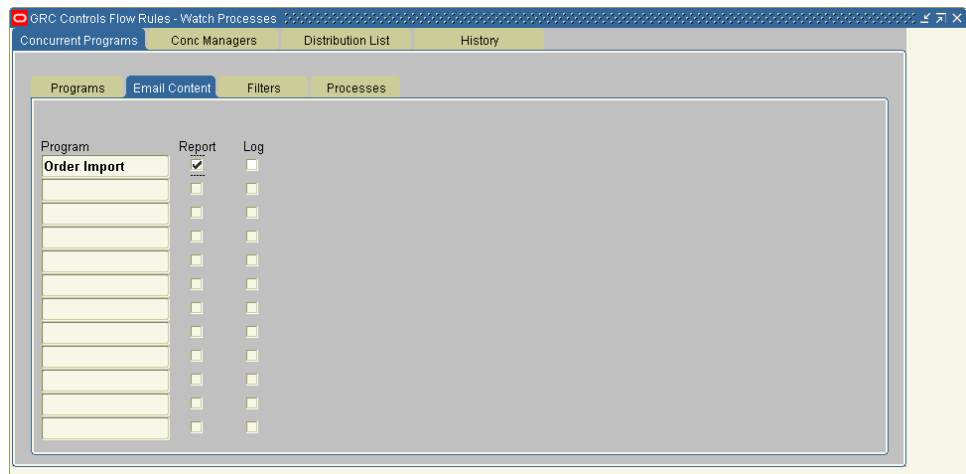 GRC Controls Flow Rules - Watch Processes
Concurrent Programs Conc Managers Distribution List History
Programs Email Content Filters Processes
Program Report Log
Order Import